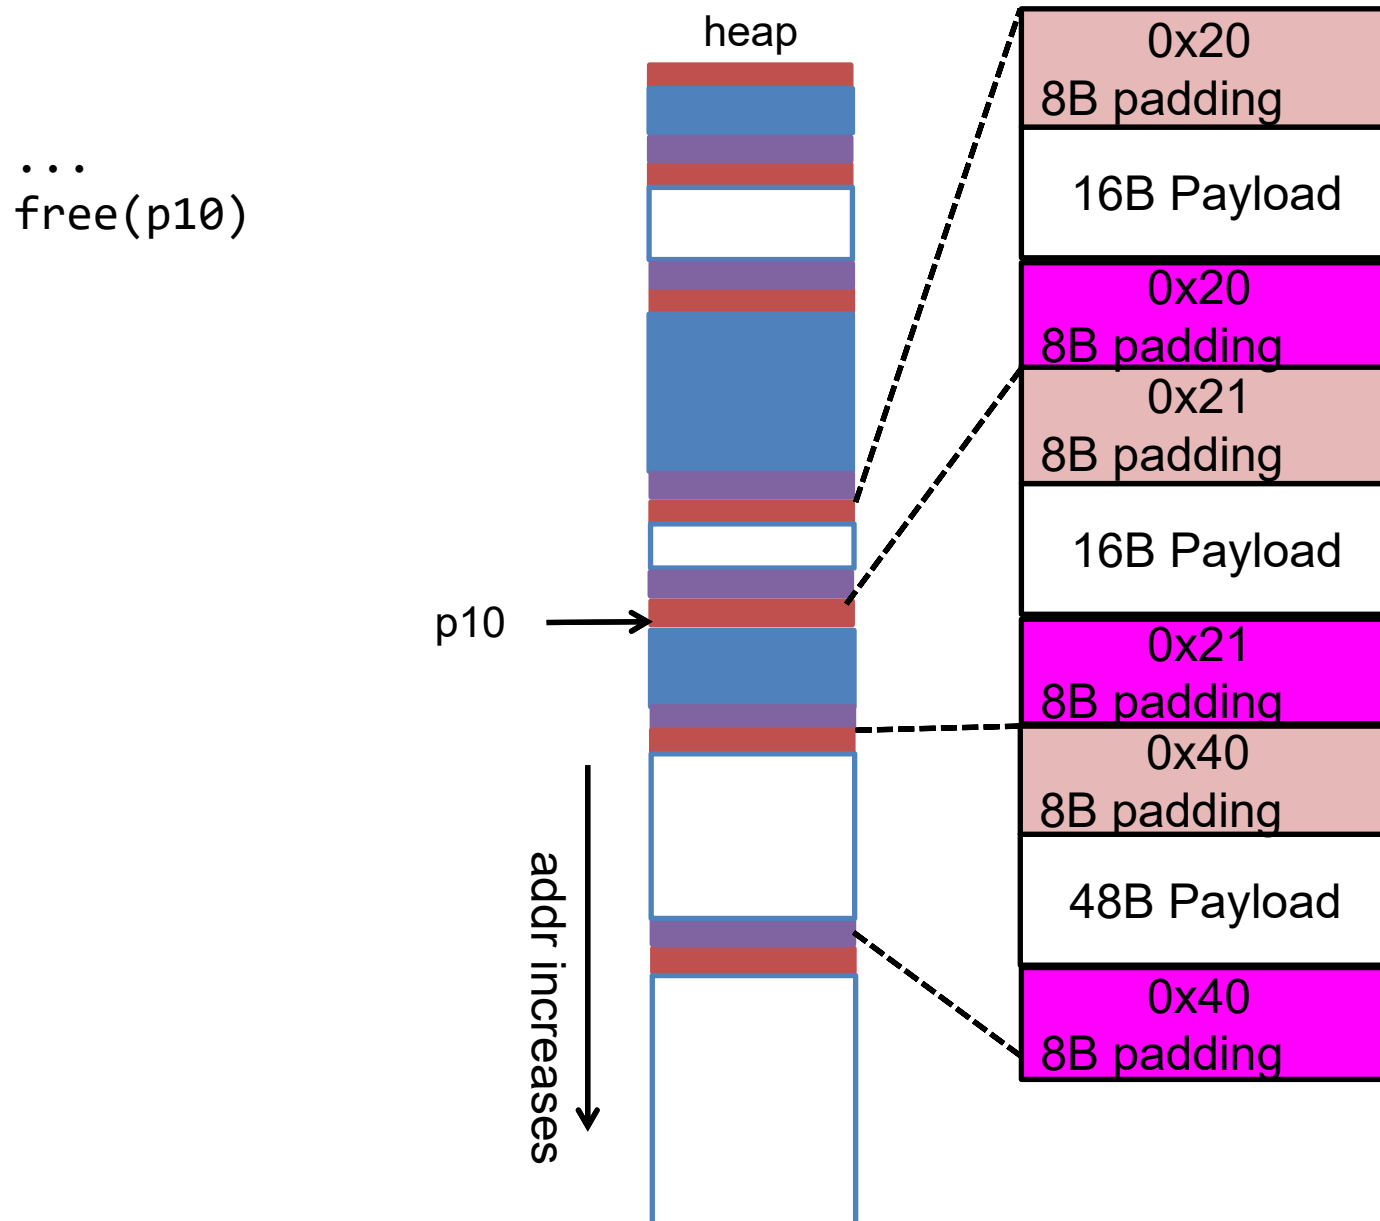 heap
...
free(p10)
p10
addr increases
0x20
8B padding
16B Payload
0x20
8B padding
0x21
8B padding
16B Payload
0x21
8B padding
0x40
8B padding
48B Payload
0x40
8B padding